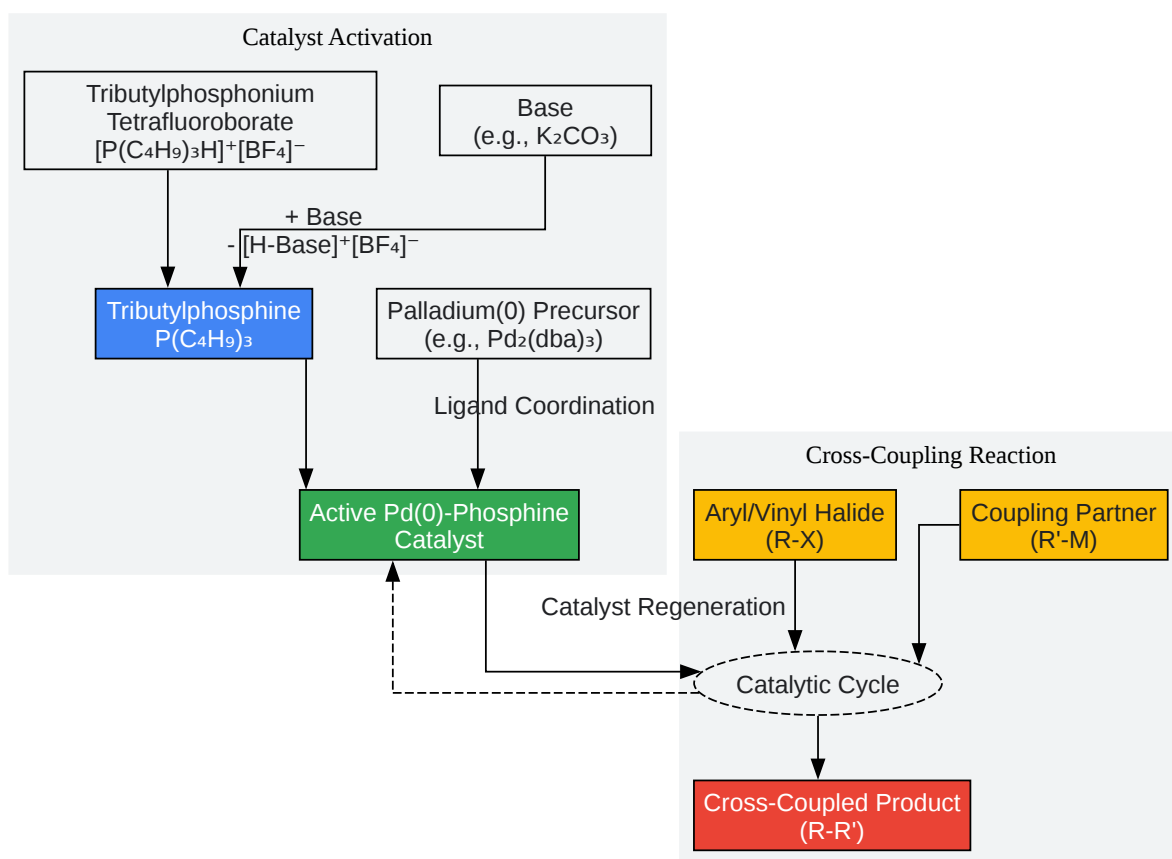 Catalyst Activation
Tributylphosphonium
Tetrafluoroborate
[P(C₄H₉)₃H]⁺[BF₄]⁻
Base
(e.g., K₂CO₃)
+ Base
- [H-Base]⁺[BF₄]⁻
Tributylphosphine
P(C₄H₉)₃
Palladium(0) Precursor
(e.g., Pd₂(dba)₃)
Ligand Coordination
Active Pd(0)-Phosphine
Catalyst
Cross-Coupling Reaction
Aryl/Vinyl Halide
(R-X)
Coupling Partner
(R'-M)
Catalyst Regeneration
Catalytic Cycle
Cross-Coupled Product
(R-R')